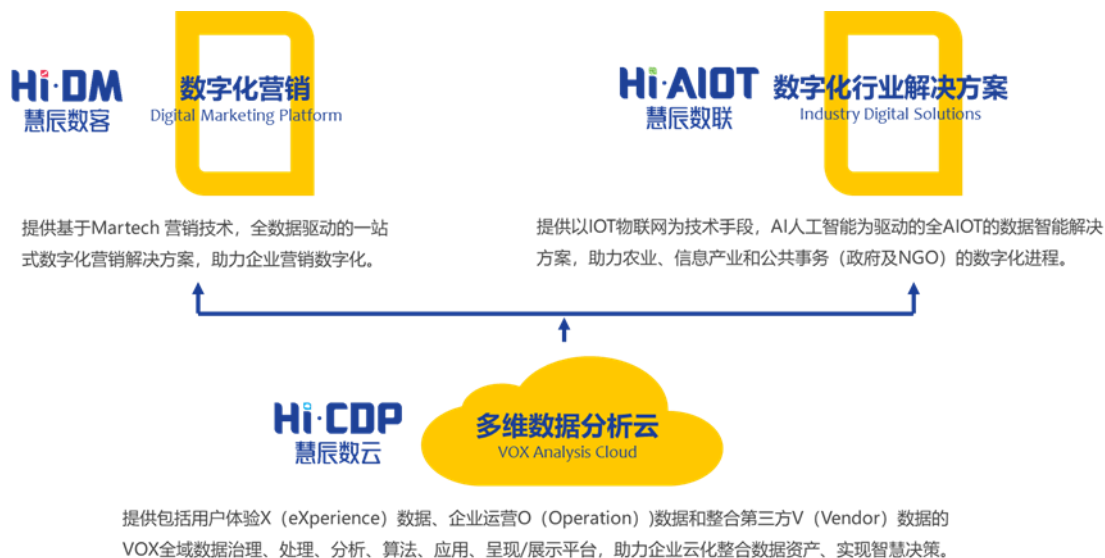 Hi·DM
慧辰数客
数字化营销
Digital Marketing Platform
Hi·AIOT
慧辰数联
数字化行业解决方案
Industry Digital Solutions
提供基于Martech 营销技术，全数据驱动的一站
式数字化营销解决方案，助力企业营销数字化。
提供以IOT物联网为技术手段，AI人工智能为驱动的全AIOT的数据智能解决
方案，助力农业、信息产业和公共事务（政府及NGO）的数字化进程。
Hi·CDP
慧辰数云
多维数据分析云
VOX Analysis Cloud
提供包括用户体验X（eXperience）数据、企业运营O（Operation）)数据和整合第三方V（Vendor）数据的
VOX全域数据治理、处理、分析、算法、应用、呈现/展示平台，助力企业云化整合数据资产、实现智慧决策。